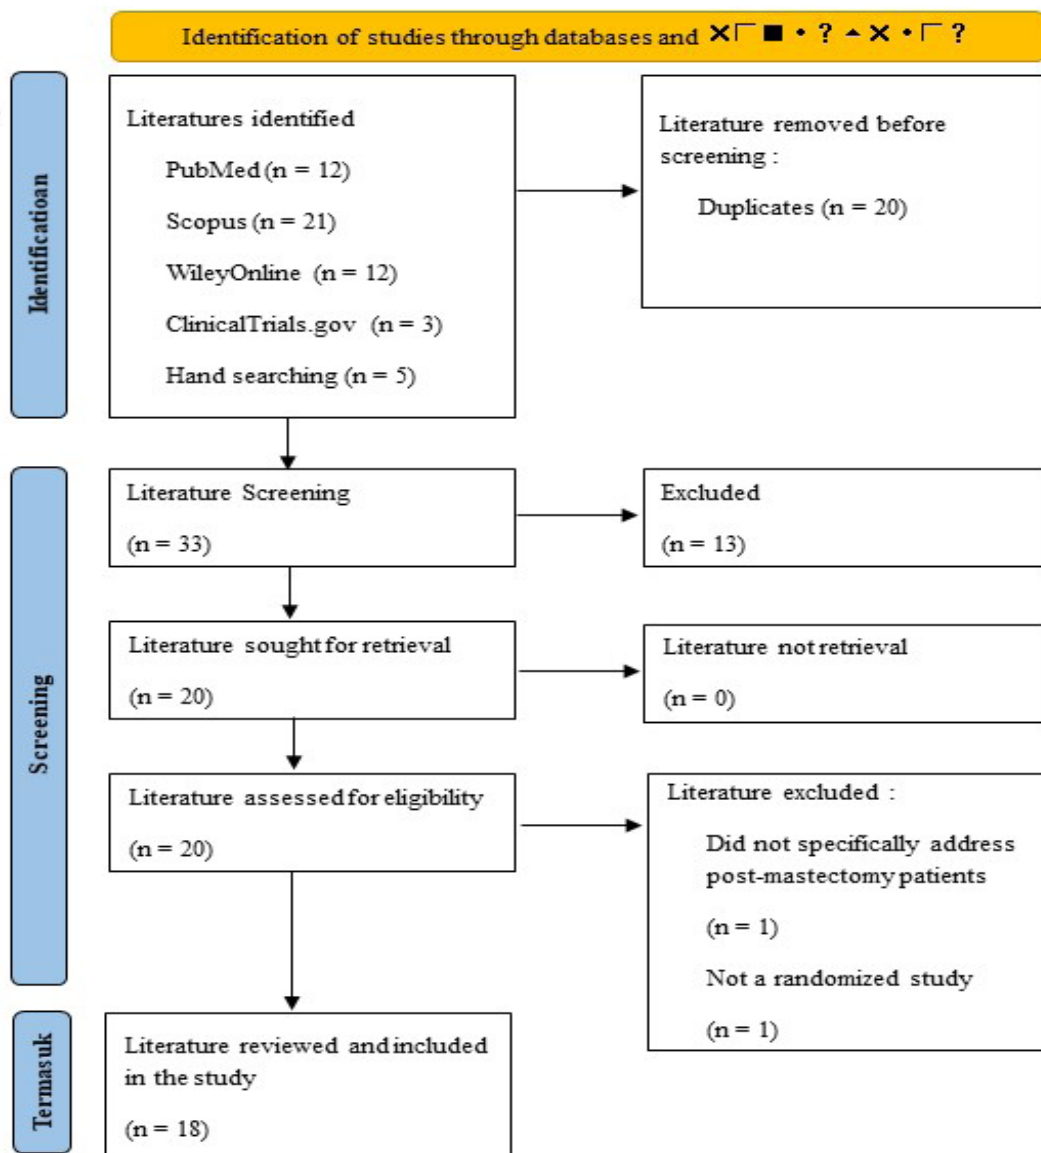 Identification of studies through databases and
Identificatioan
Literatures identified
PubMed (n = 12)
Scopus (n = 21)
WileyOnline (n = 12)
ClinicalTrials.gov (n = 3)
Hand searching (n = 5)
Literature removed before
screening :
Duplicates (n = 20)
Screening
Literature Screening
(n = 33)
Excluded
(n = 13)
Literature sought for retrieval
(n = 20)
Literature not retrieval
(n = 0)
Literature assessed for eligibility
(n = 20)
Literature excluded :
Did not specifically address
post-mastectomy patients
(n = 1)
Not a randomized study
(n = 1)
Termasuk
Literature reviewed and included
in the study
(n = 18)